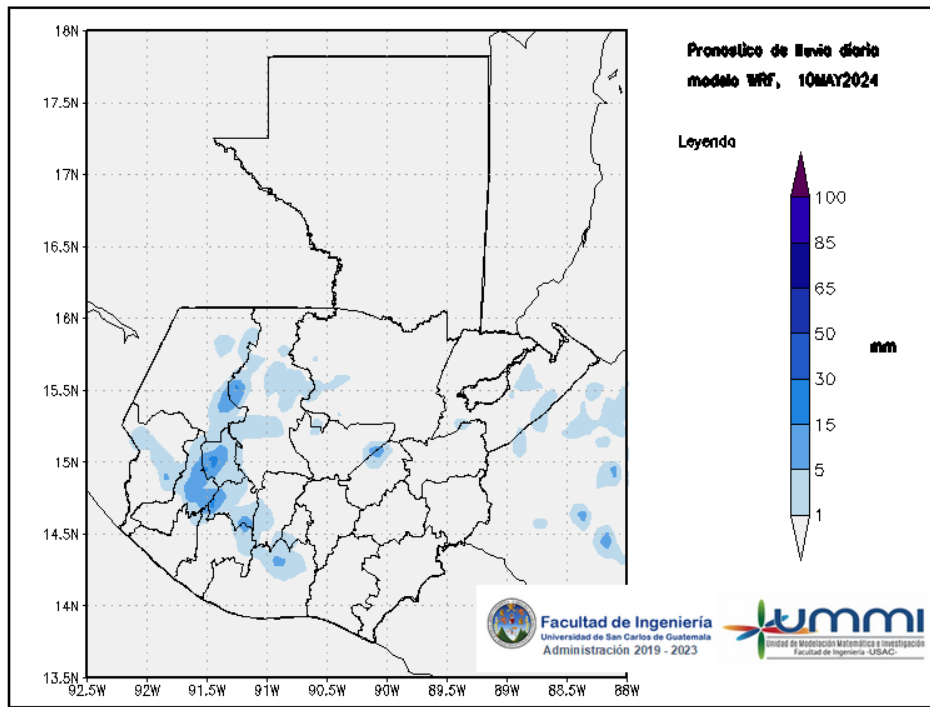 Pronostico de lluvia diaria
modelo WRF, 10MAY2024
Leyenda
100
85
65
50
30
15
5
1
mm
18N
17.5N
17N
16.5N
16N
15.5N
15N
14.5N
14N
13.5N
92.5W 92W 91.5W 91W 90.5W 90W 89.5W 89W 88.5W 88W
Facultad de Ingeniería
Universidad de San Carlos de Guatemala
Administración 2019 - 2023
UMMI
Unidad de Modelación Matemática e Investigación
Facultad de Ingeniería -USAC-